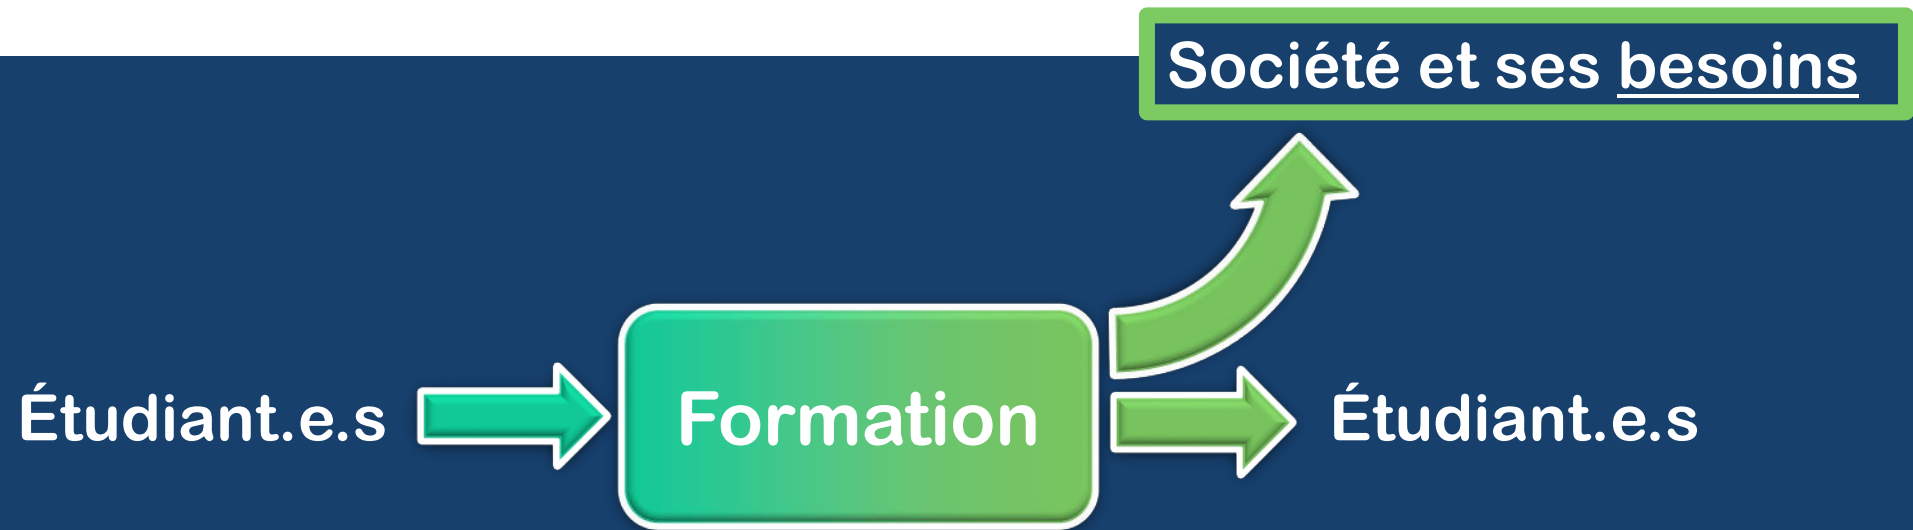 Société et ses besoins
Étudiant.e.s
Formation
Étudiant.e.s